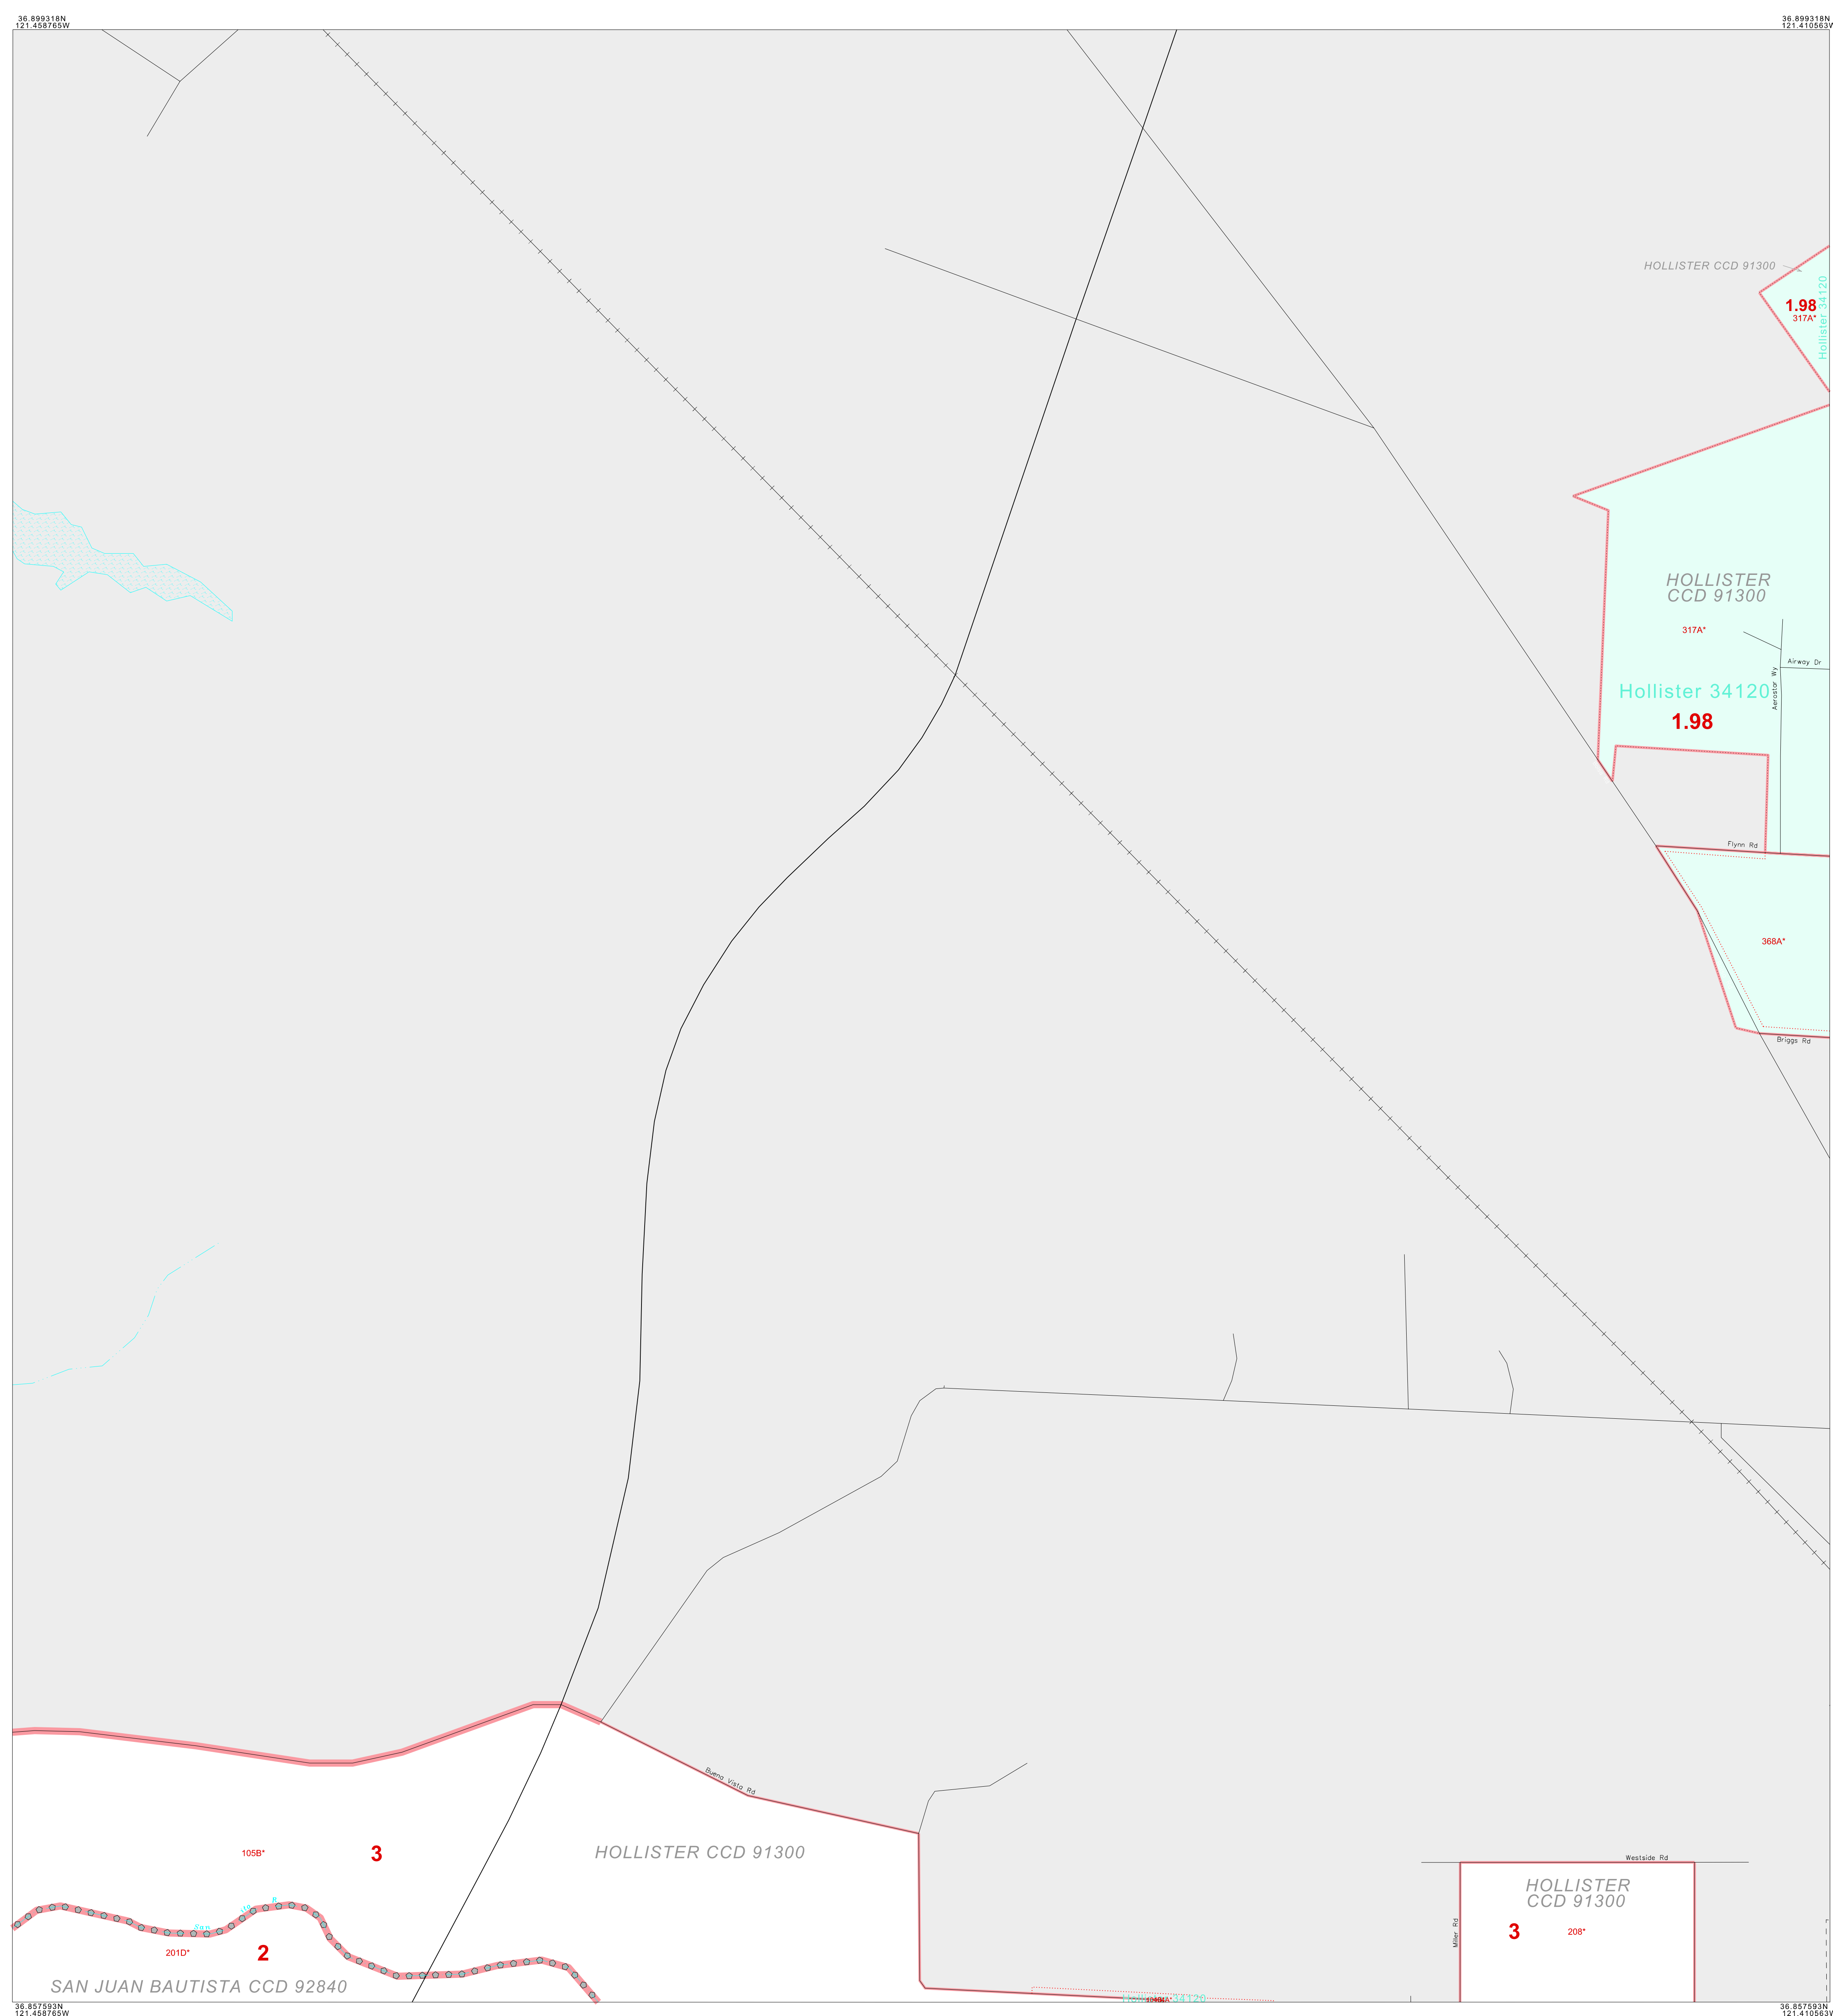 36.899318N
121.458765W
36.899318N
121.410563W
HOLLISTER CCD 91300
1.98
317A*
Hollister 34120
HOLLISTER
CCD 91300
317A*
Airway Dr
Aerostar Wy
Hollister 34120
1.98
Flynn Rd
368A*
Briggs Rd
Buena Vista Rd
105B*
3
HOLLISTER CCD 91300
Westside Rd
HOLLISTER
CCD 91300
Miller Rd
3
208*
R
201D*
2
SAN JUAN BAUTISTA CCD 92840
Hollister 34120
36.857593N
121.458765W
36.857593N
121.410563W